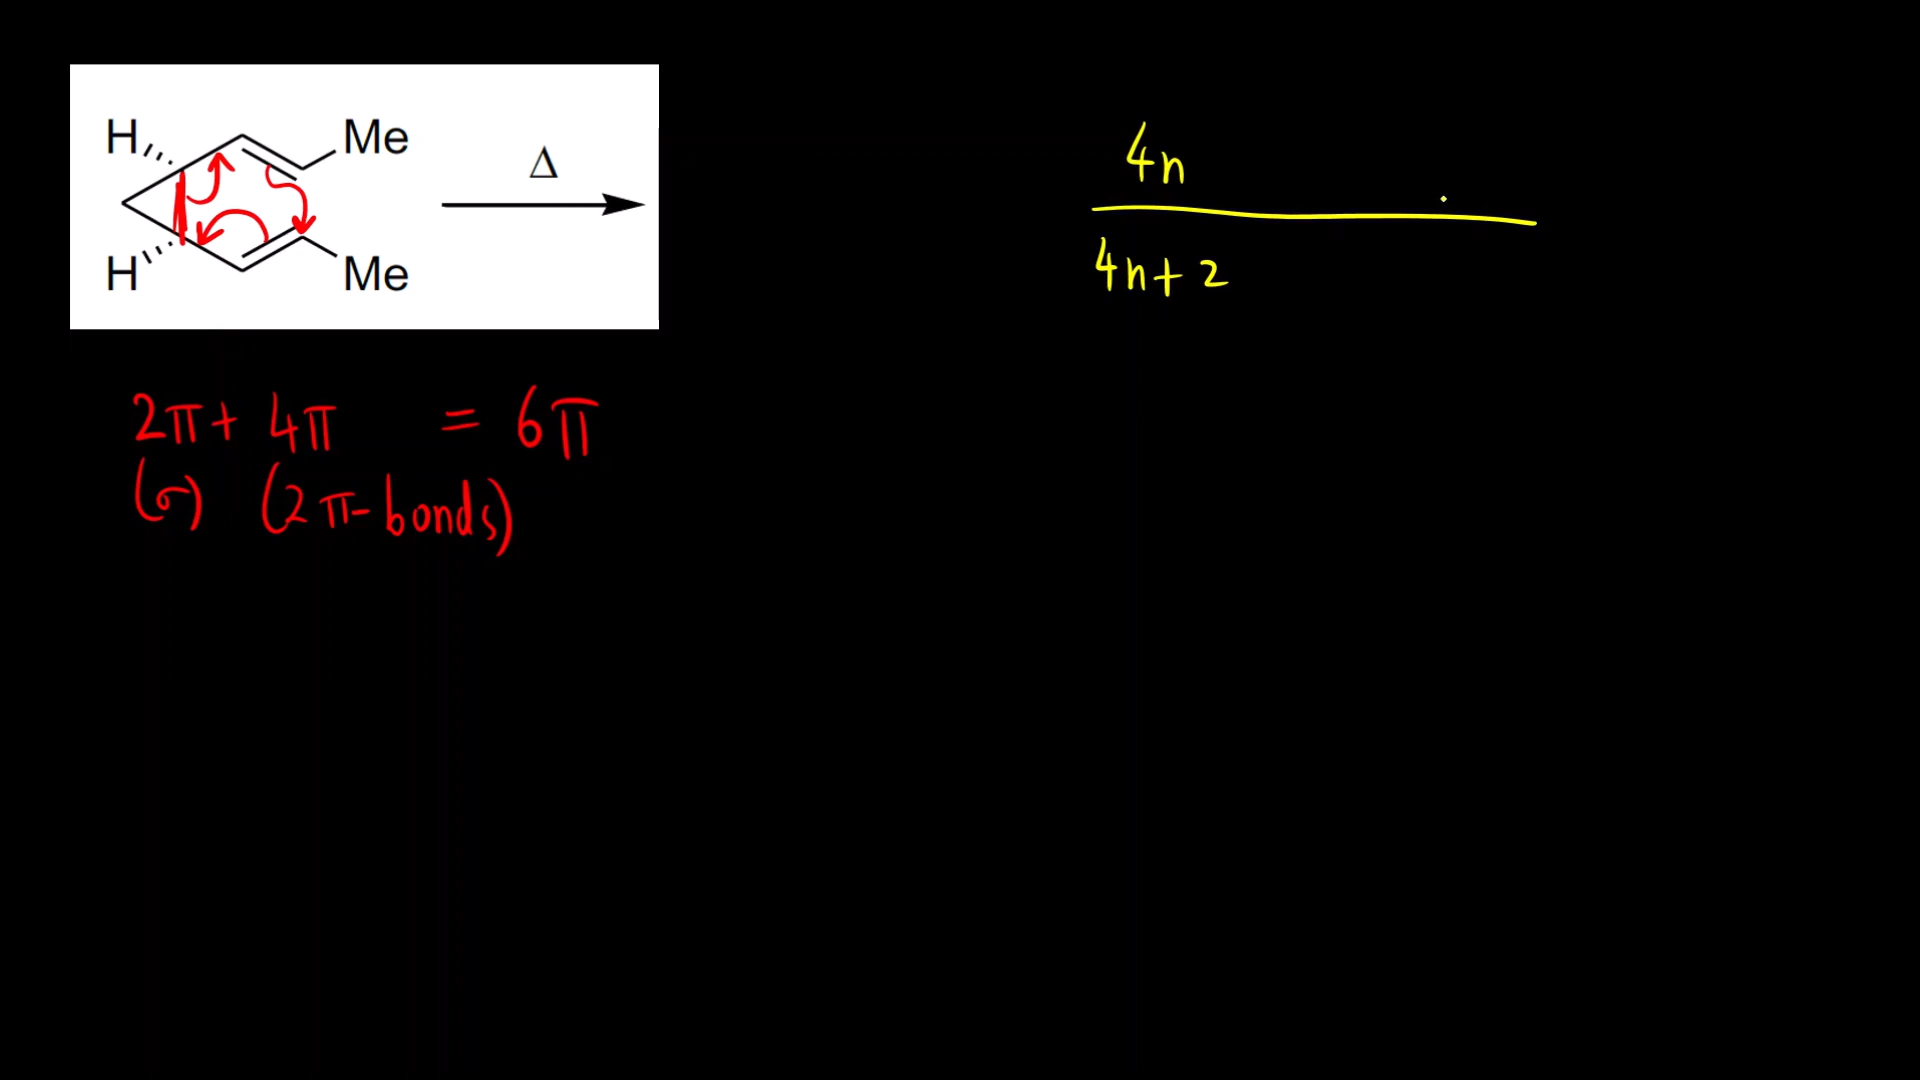 H Me
Δ
H Me
2π + 4π = 6π
(σ) (2 π-bonds)
4n
4n+2